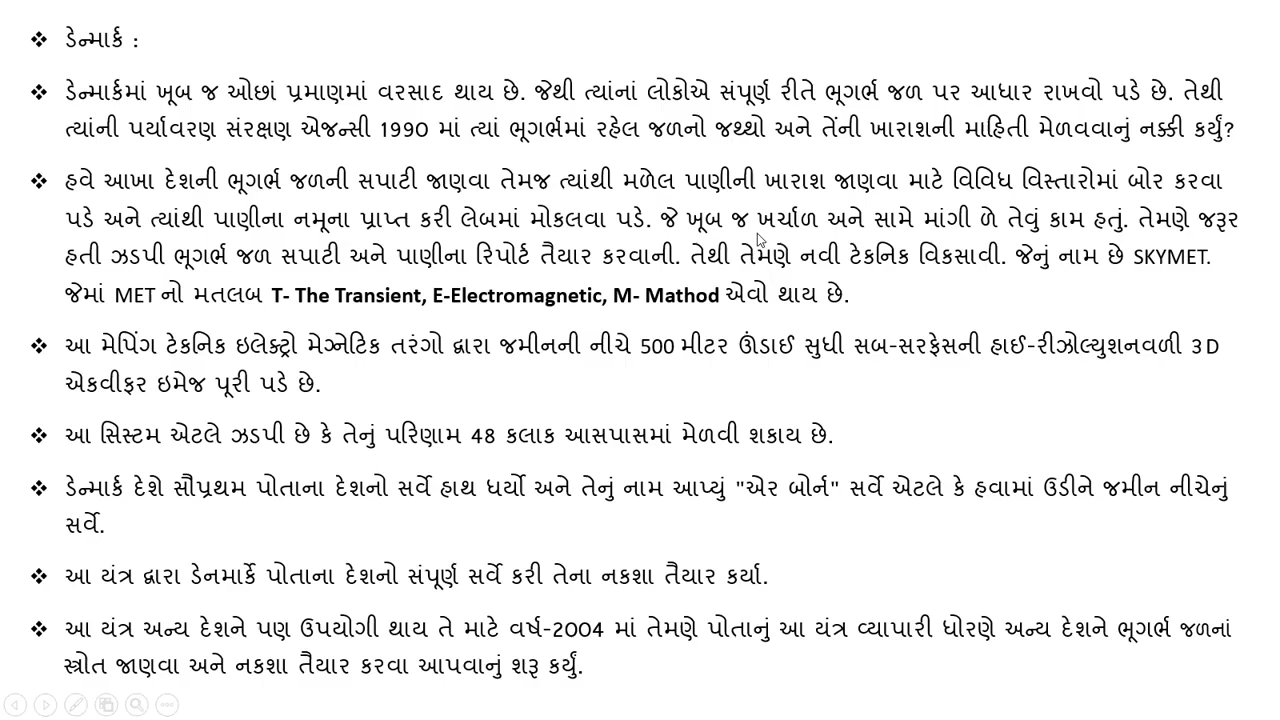 ❖ ડેન્માર્ક :
❖ ડેન્માર્કમાં ખૂબ જ ઓછાં પ્રમાણમાં વરસાદ થાય છે. જેથી ત્યાંનાં લોકોએ સંપૂર્ણ રીતે ભૂગર્ભ જળ પર આધાર રાખવો પડે છે. તેથી
ત્યાંની પર્યાવરણ સંરક્ષણ એજન્સી 1990 માં ત્યાં ભૂગર્ભમાં રહેલ જળનો જથ્થો અને તેંની ખારાશની માહિતી મેળવવાનું નક્કી કર્યું?
❖ હવે આખા દેશની ભૂગર્ભ જળની સપાટી જાણવા તેમજ ત્યાંથી મળેલ પાણીની ખારાશ જાણવા માટે વિવિધ વિસ્તારોમાં બોર કરવા
પડે અને ત્યાંથી પાણીના નમૂના પ્રાપ્ત કરી લેબમાં મોકલવા પડે. જે ખૂબ જ ખર્ચાળ અને સામે માંગી ળે તેવું કામ હતું. તેમણે જરૂર
હતી ઝડપી ભૂગર્ભ જળ સપાટી અને પાણીના રિપોર્ટ તૈયાર કરવાની. તેથી તેમણે નવી ટેકનિક વિકસાવી. જેનું નામ છે SKYMET.
જેમાં MET નો મતલબ T- The Transient, E-Electromagnetic, M- Mathod એવો થાય છે.
❖ આ મેપિંગ ટેકનિક ઇલેક્ટ્રો મેગ્નેટિક તરંગો દ્વારા જમીનની નીચે 500 મીટર ઊંડાઈ સુધી સબ-સરફેસની હાઈ-રીઝોલ્યુશનવળી 3D
એકવીફર ઇમેજ પૂરી પડે છે.
❖ આ સિસ્ટમ એટલે ઝડપી છે કે તેનું પરિણામ 48 કલાક આસપાસમાં મેળવી શકાય છે.
❖ ડેન્માર્ક દેશે સૌપ્રથમ પોતાના દેશનો સર્વે હાથ ધર્યો અને તેનું નામ આપ્યું "એર બોર્ન" સર્વે એટલે કે હવામાં ઉડીને જમીન નીચેનું
સર્વે.
❖ આ યંત્ર દ્વારા ડેનમાર્કે પોતાના દેશનો સંપૂર્ણ સર્વે કરી તેના નકશા તૈયાર કર્યા.
❖ આ યંત્ર અન્ય દેશને પણ ઉપયોગી થાય તે માટે વર્ષ-2004 માં તેમણે પોતાનું આ યંત્ર વ્યાપારી ધોરણે અન્ય દેશને ભૂગર્ભ જળનાં
સ્ત્રોત જાણવા અને નકશા તૈયાર કરવા આપવાનું શરૂ કર્યું.